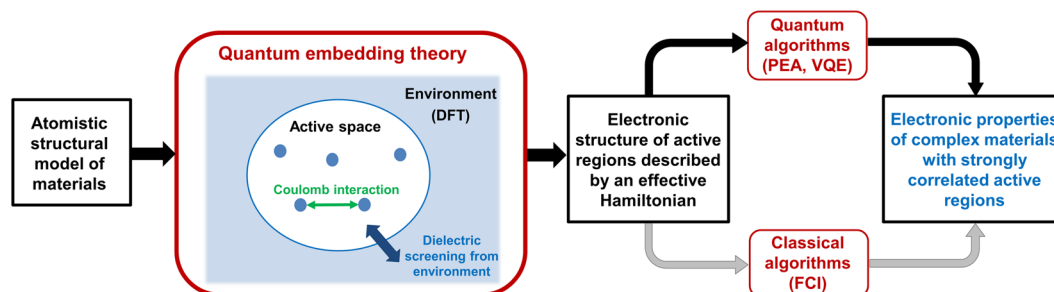 Atomistic
structural
model of
materials
Quantum embedding theory
Environment
(DFT)
Active space
Coulomb interaction
Dielectric
screening from
environment
Electronic
structure of active
regions described
by an effective
Hamiltonian
Quantum
algorithms
(PEA, VQE)
Classical
algorithms
(FCI)
Electronic properties
of complex materials
with strongly
correlated active
regions